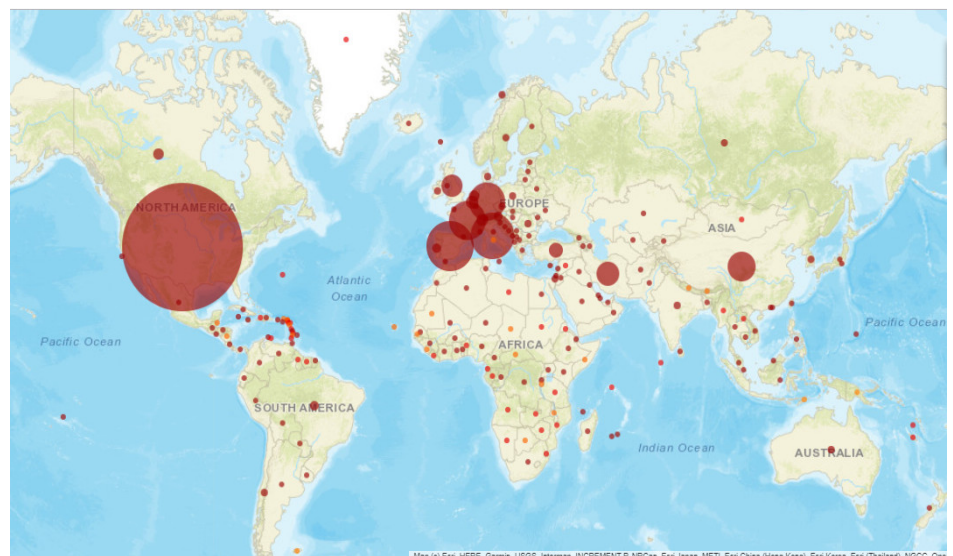 NORTH AMERICA
EUROPE
ASIA
Atlantic
Ocean
Pacific Ocean
AFRICA
Pacific Ocean
SOUTH AMERICA
Indian Ocean
AUSTRALIA